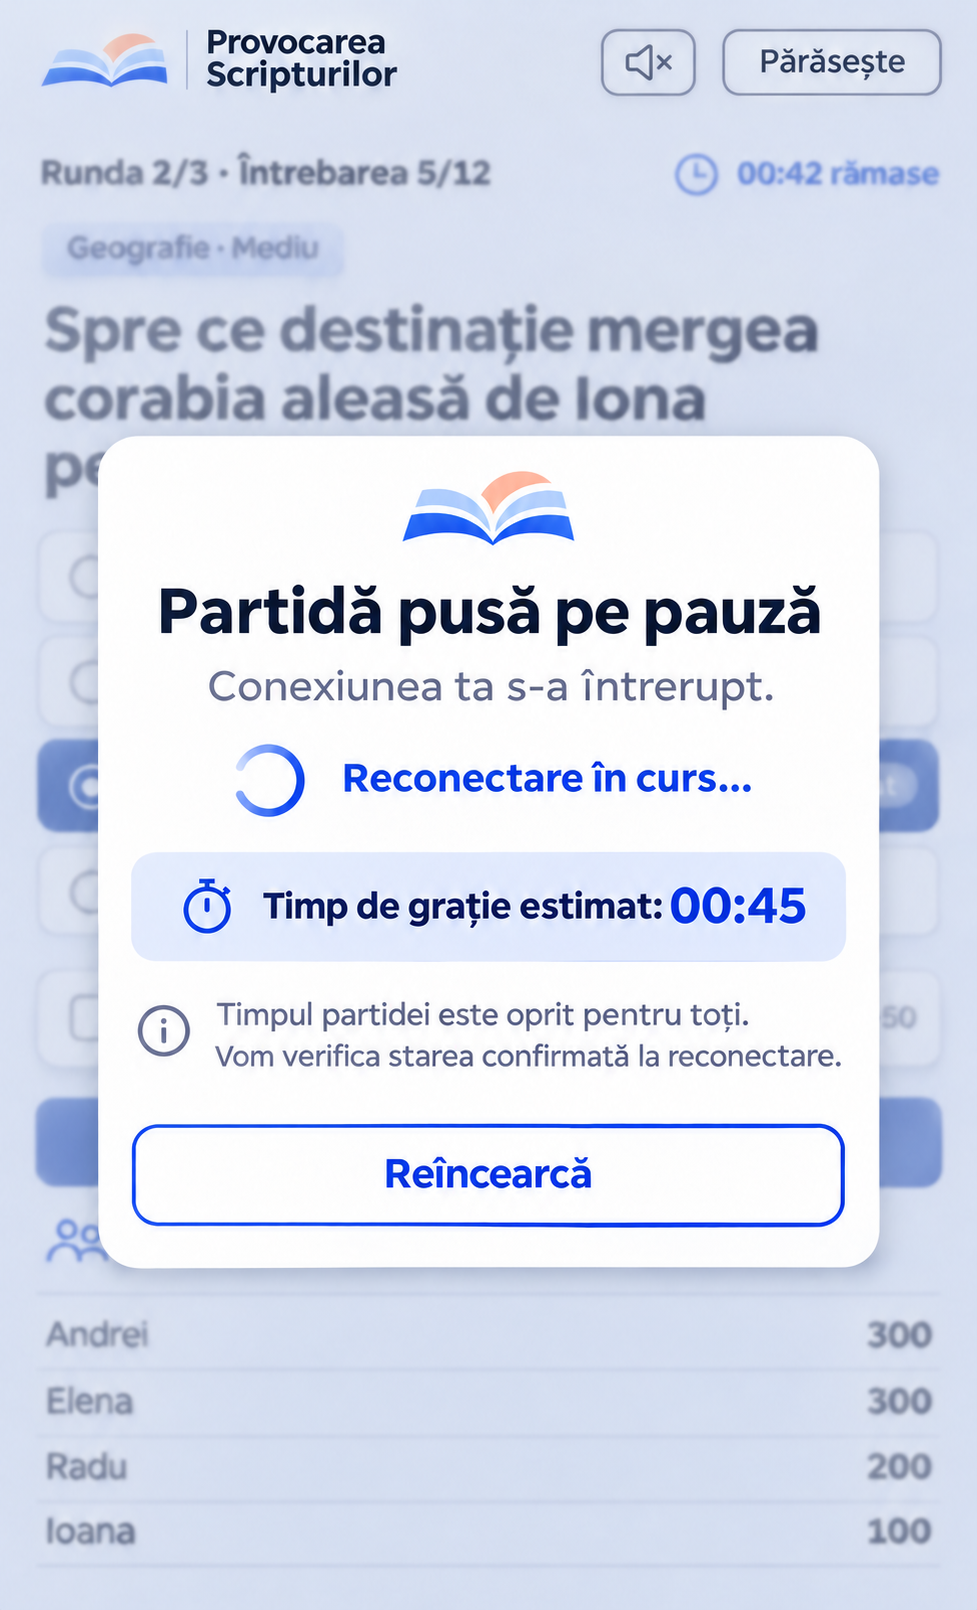 Provocarea
Scripturilor
Părăsește
Runda 2/3 · Întrebarea 5/12
00:42 rămase
Geografie · Mediu
Spre ce destinație mergea
corabia aleasă de Iona
Partidă pusă pe pauză
Conexiunea ta s-a întrerupt.
Reconectare în curs...
Timp de grație estimat: 00:45
Timpul partidei este oprit pentru toți.
Vom verifica starea confirmată la reconectare.
50
Reîncearcă
Andrei 300
Elena 300
Radu 200
Ioana 100